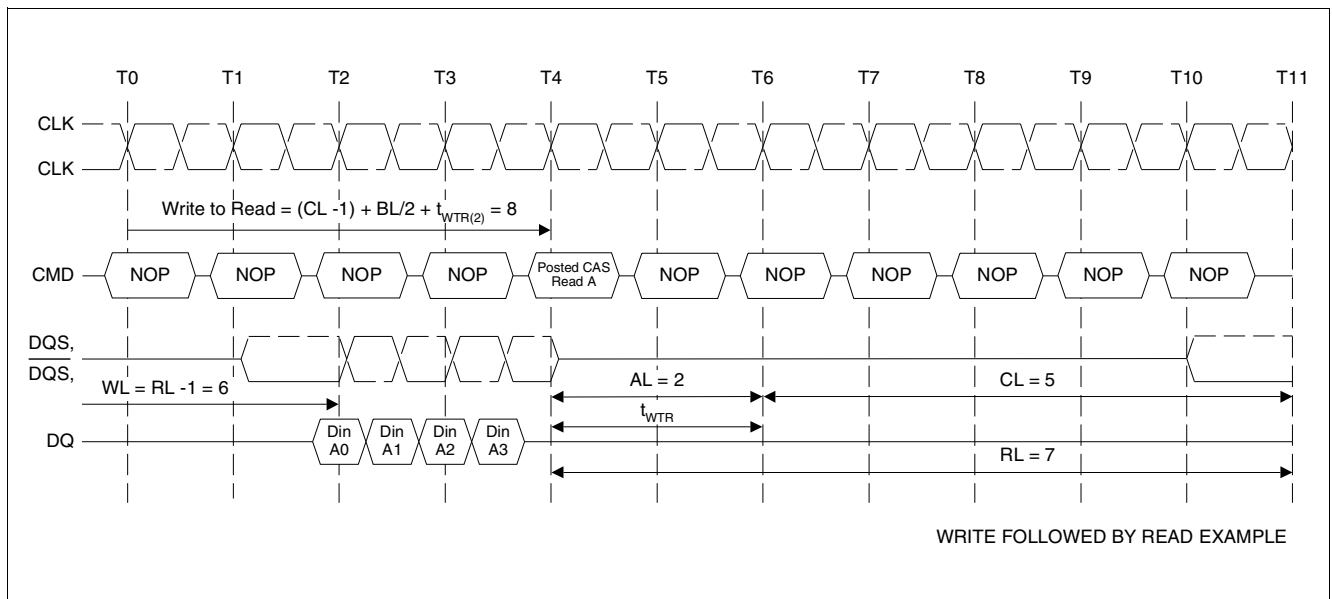 T0 T1 T2 T3 T4 T5 T6 T7 T8 T9 T10 T11
CLK
CLK
Write to Read = (CL -1) + BL/2 + tWTR(2) = 8
CMD NOP NOP NOP NOP Posted CAS Read A NOP NOP NOP NOP NOP NOP
DQS,
DQS,
WL = RL -1 = 6
AL = 2
CL = 5
tWTR
DQ Din A0 Din A1 Din A2 Din A3
RL = 7
WRITE FOLLOWED BY READ EXAMPLE